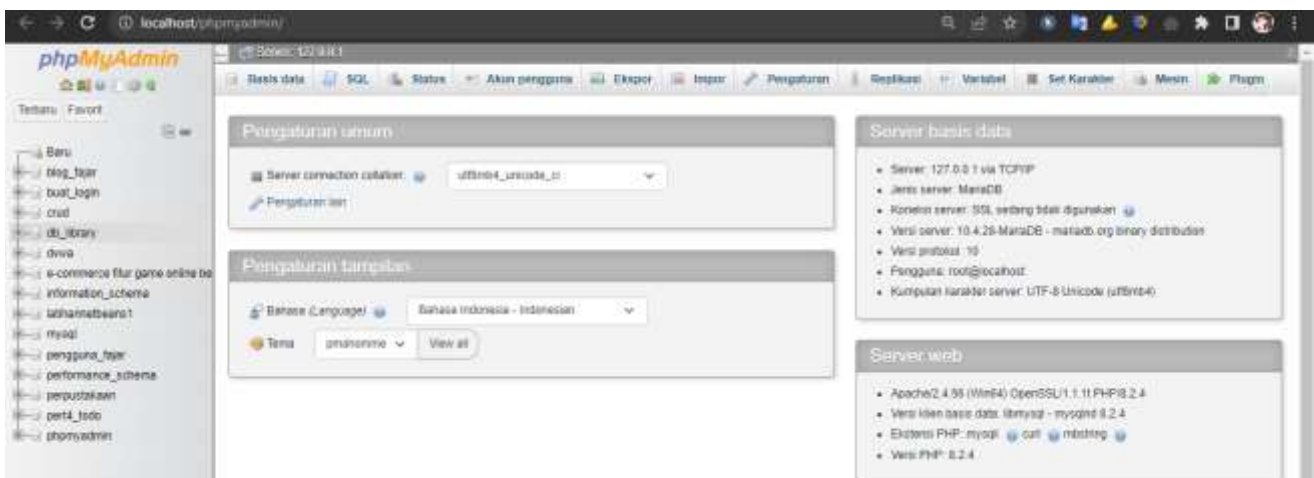 localhost/phpmyadmin/
phpMyAdmin
Terbaru Favorit
Baru
blog_fajar
buat_login
crud
db_library
dvwa
e-commerce fitur game online be
information_schema
latihannetbeans1
mysql
pengguna_fajar
performance_schema
perpustakaan
pert4_todo
phpmyadmin
Server: 127.0.0.1
Basis data SQL Status Akun pengguna Ekspor Impor Pengaturan Replikasi Variabel Set Karakter Mesin Plugin
Pengaturan umum
Server connection collation:
utf8mb4_unicode_ci
Pengaturan lain
Pengaturan tampilan
Bahasa (Language)
Bahasa Indonesia - Indonesian
Tema
pmahomme
View all
Server basis data
Server: 127.0.0.1 via TCP/IP
Jenis server: MariaDB
Koneksi server: SSL sedang tidak digunakan
Versi server: 10.4.28-MariaDB - mariadb.org binary distribution
Versi protokol: 10
Pengguna: root@localhost
Kumpulan karakter server: UTF-8 Unicode (utf8mb4)
Server web
Apache/2.4.56 (Win64) OpenSSL/1.1.1t PHP/8.2.4
Versi klien basis data: libmysql - mysqlnd 8.2.4
Ekstensi PHP: mysqli curl mbstring
Versi PHP: 8.2.4